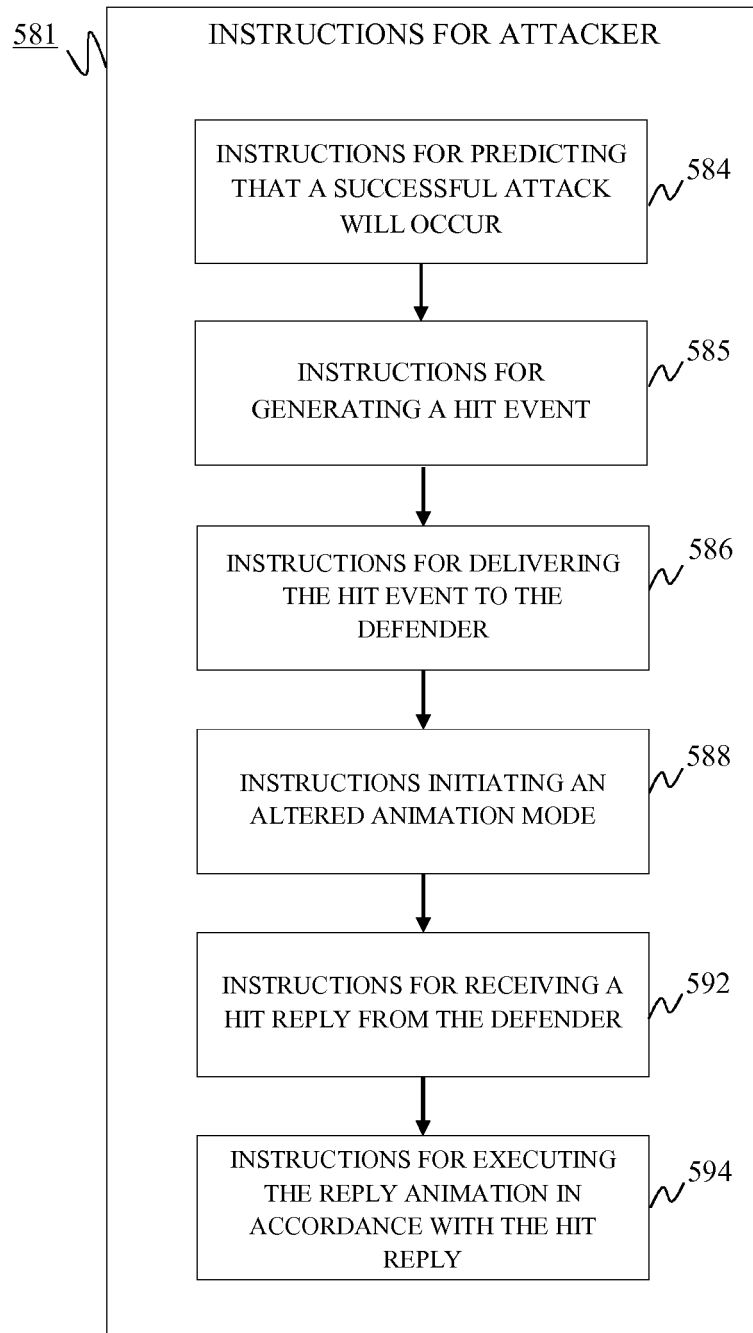 581
INSTRUCTIONS FOR ATTACKER
INSTRUCTIONS FOR PREDICTING
THAT A SUCCESSFUL ATTACK
WILL OCCUR
584
INSTRUCTIONS FOR
GENERATING A HIT EVENT
585
INSTRUCTIONS FOR DELIVERING
THE HIT EVENT TO THE
DEFENDER
586
INSTRUCTIONS INITIATING AN
ALTERED ANIMATION MODE
588
INSTRUCTIONS FOR RECEIVING A
HIT REPLY FROM THE DEFENDER
592
INSTRUCTIONS FOR EXECUTING
THE REPLY ANIMATION IN
ACCORDANCE WITH THE HIT
REPLY
594